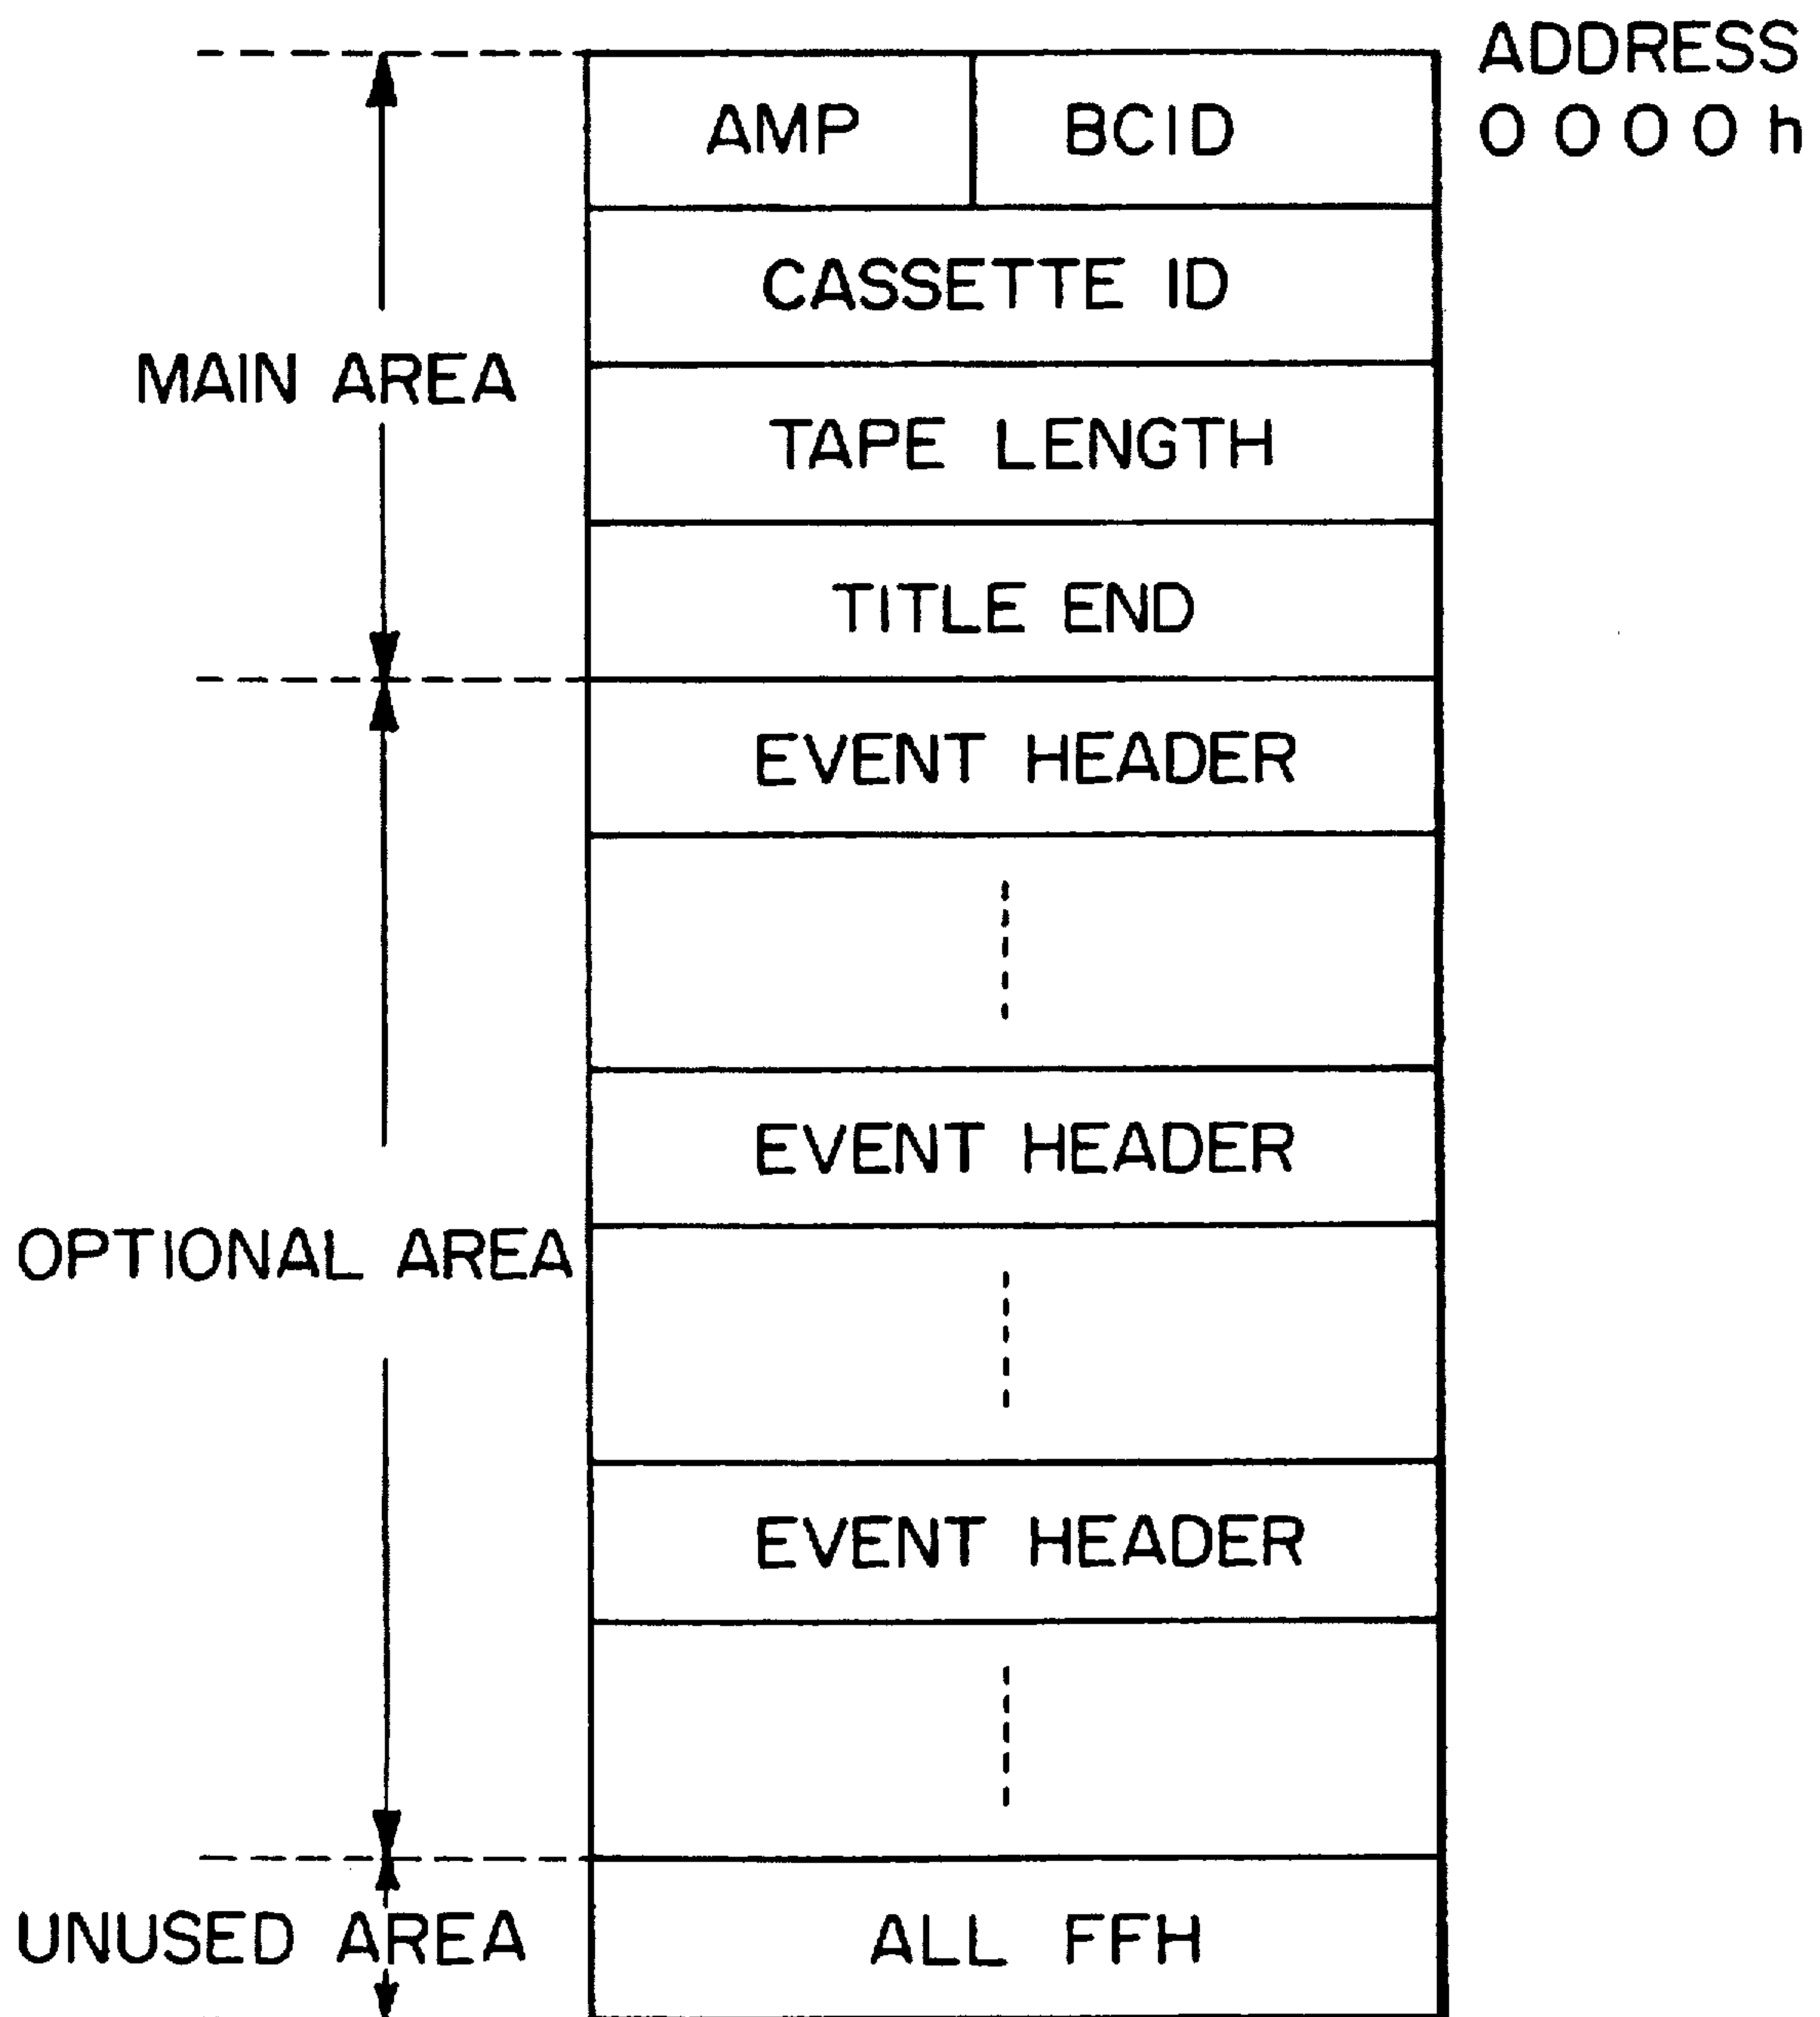 ADDRESS
AMP BCID 0000h
CASSETTE ID
MAIN AREA
TAPE LENGTH
TITLE END
EVENT HEADER
EVENT HEADER
OPTIONAL AREA
EVENT HEADER
UNUSED AREA ALL FFH